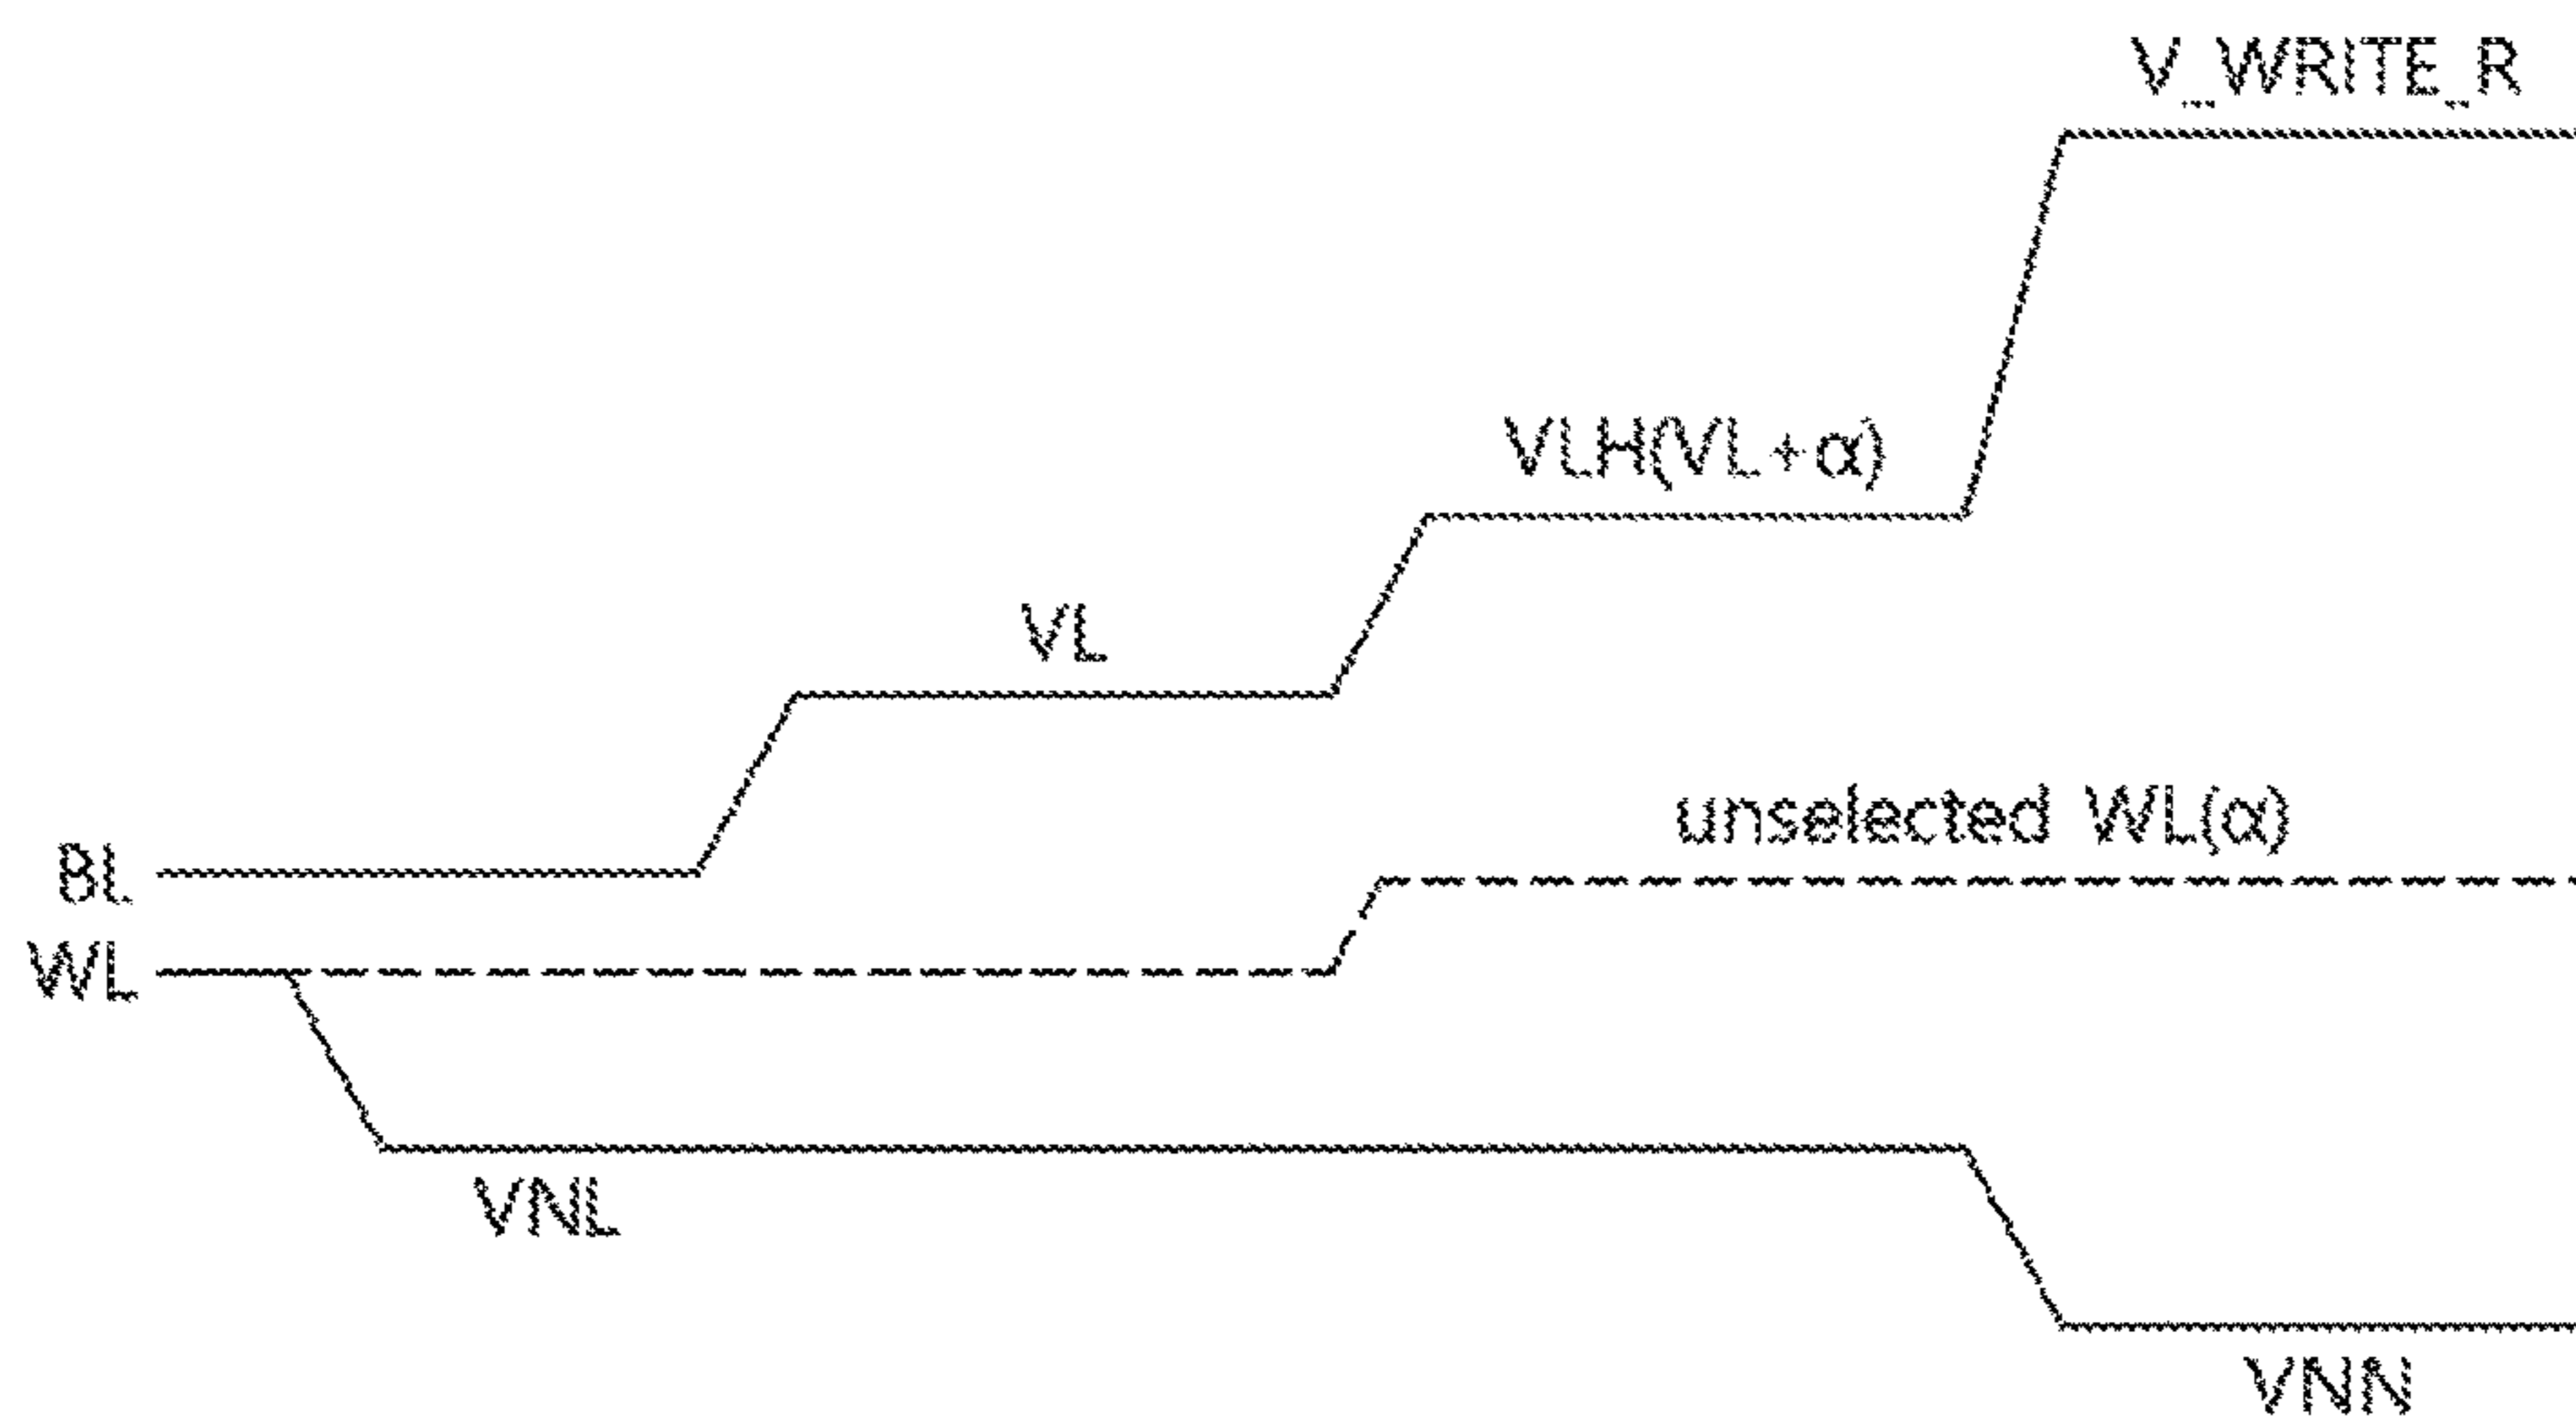 V_WRITE_R
VLH(VL+α)
VL
unselected WL(α)
BL
WL
VNL
VNN